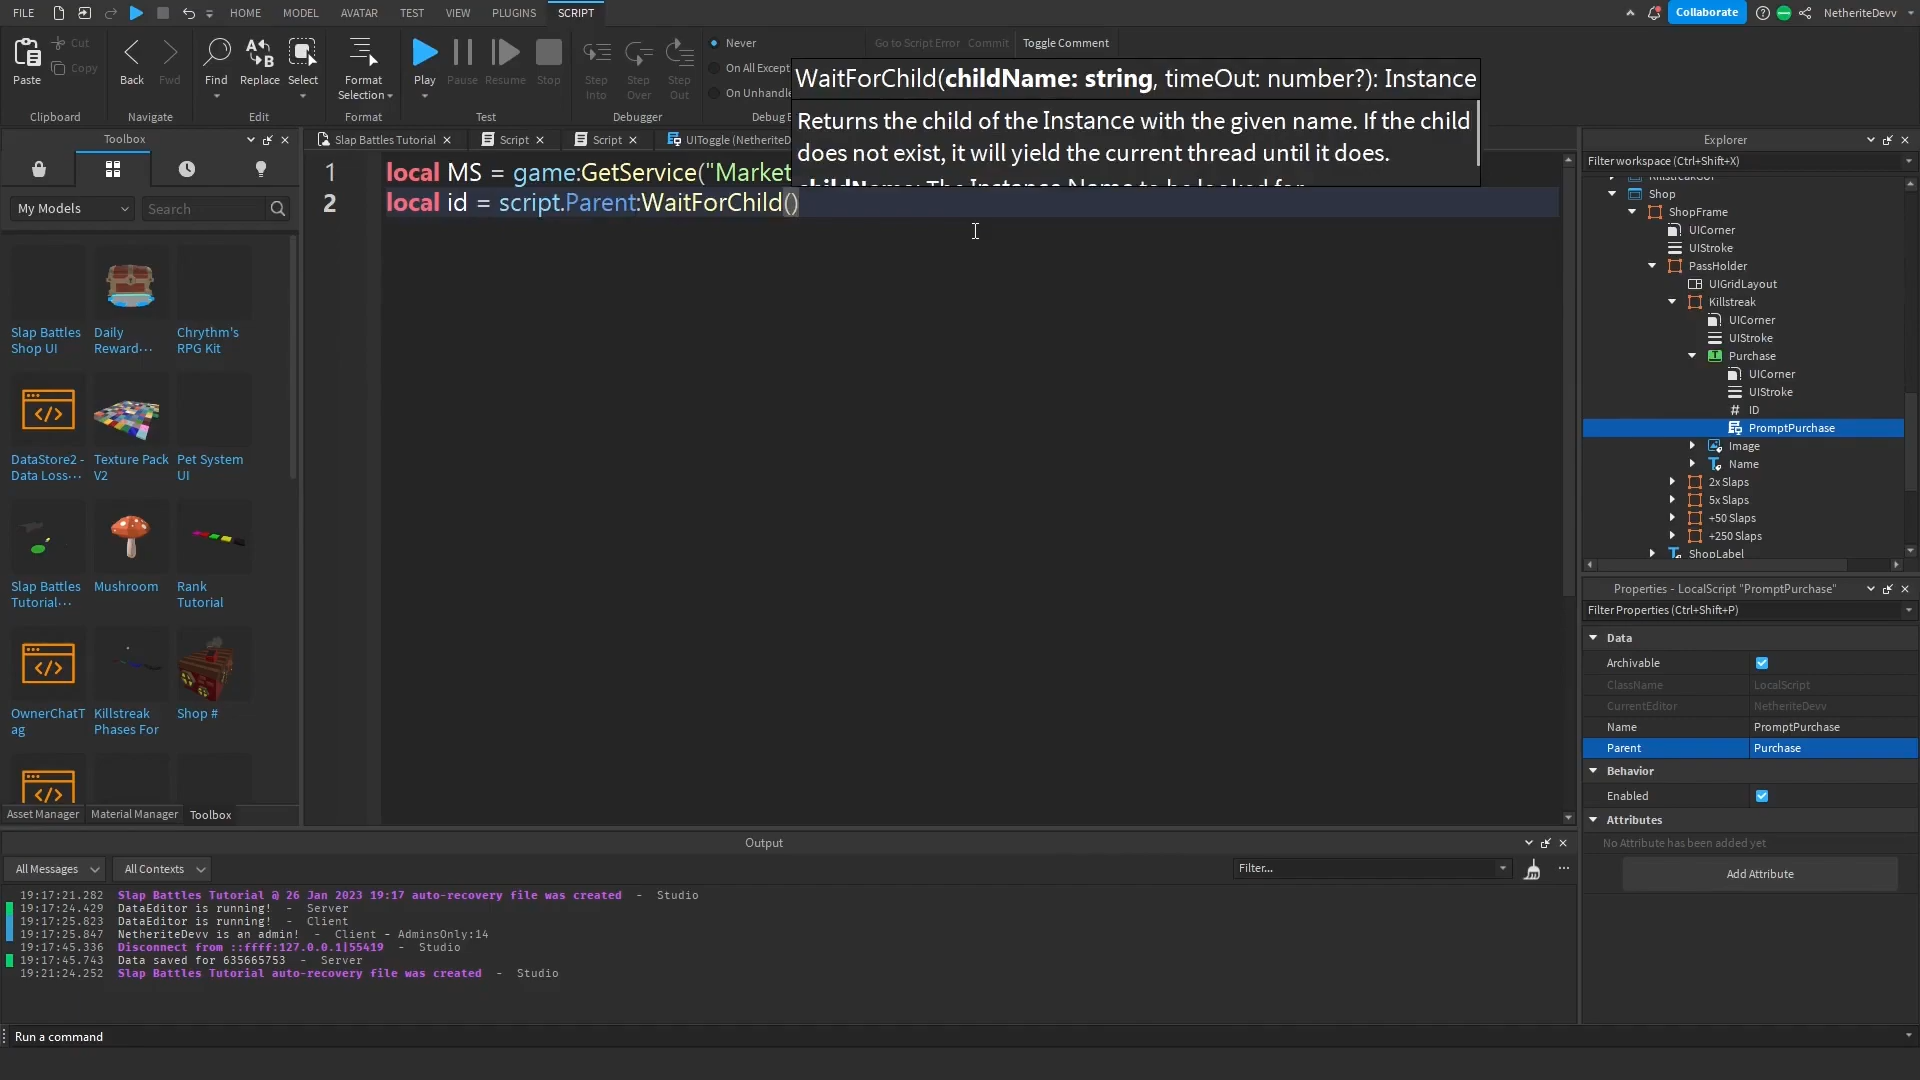 FILE HOME MODEL AVATAR TEST VIEW PLUGINS SCRIPT Collaborate NetheriteDevv
Paste Cut Copy
Back Fwd
Find Replace Select
Format Selection
Play Pause Resume Stop
Step Into Step Over Step Out
Never
On All Except
On Unhandle
Go to Script Error Commit Toggle Comment
Clipboard Navigate Edit Format Test Debugger Debug E
WaitForChild(childName: string, timeOut: number?): Instance
Returns the child of the Instance with the given name. If the child
does not exist, it will yield the current thread until it does.
childName: The Instance.Name to be looked for
Toolbox
My Models Search
Slap Battles Shop UI
Daily Reward...
Chrythm's RPG Kit
DataStore2 - Data Loss...
Texture Pack V2
Pet System UI
Slap Battles Tutorial...
Mushroom
Rank Tutorial
OwnerChatT ag
Killstreak Phases For
Shop #
Asset Manager Material Manager Toolbox
Slap Battles Tutorial Script Script UIToggle (NetheriteD
1 local MS = game:GetService("Market
2 local id = script.Parent:WaitForChild()
Explorer
Filter workspace (Ctrl+Shift+X)
KillstreakGUI
Shop
ShopFrame
UICorner
UIStroke
PassHolder
UIGridLayout
Killstreak
UICorner
UIStroke
Purchase
UICorner
UIStroke
# ID
PromptPurchase
Image
Name
2x Slaps
5x Slaps
+50 Slaps
+250 Slaps
ShopLabel
Properties - LocalScript "PromptPurchase"
Filter Properties (Ctrl+Shift+P)
Data
Archivable
ClassName LocalScript
CurrentEditor NetheriteDevv
Name PromptPurchase
Parent Purchase
Behavior
Enabled
Attributes
No Attribute has been added yet
Add Attribute
Output
All Messages All Contexts Filter...
19:17:21.282 Slap Battles Tutorial @ 26 Jan 2023 19:17 auto-recovery file was created - Studio
19:17:24.429 DataEditor is running! - Server
19:17:25.823 DataEditor is running! - Client
19:17:25.847 NetheriteDevv is an admin! - Client - AdminsOnly:14
19:17:45.336 Disconnect from ::ffff:127.0.0.1|55419 - Studio
19:17:45.743 Data saved for 635665753 - Server
19:21:24.252 Slap Battles Tutorial auto-recovery file was created - Studio
Run a command